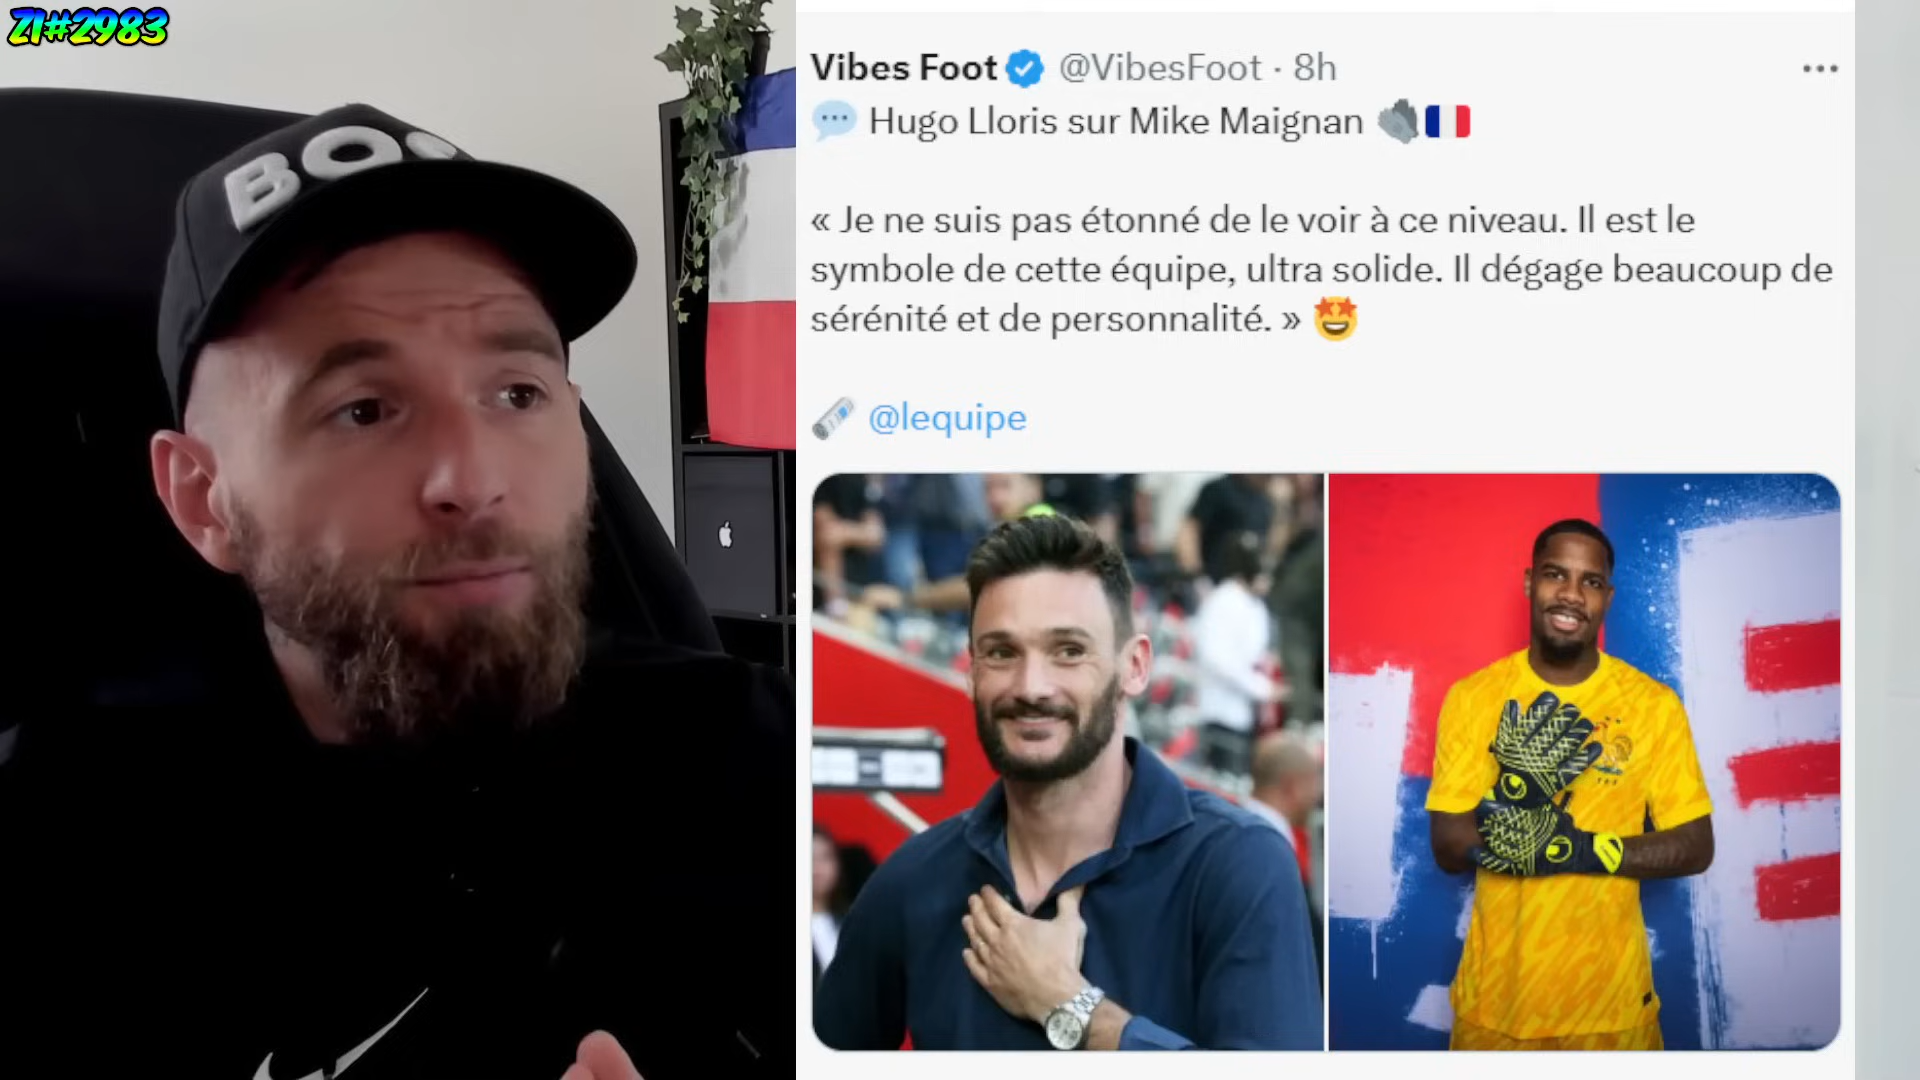 ZI#2983
BOS
Vibes Foot @VibesFoot · 8h
Hugo Lloris sur Mike Maignan
« Je ne suis pas étonné de le voir à ce niveau. Il est le
symbole de cette équipe, ultra solide. Il dégage beaucoup de
sérénité et de personnalité. »
@lequipe